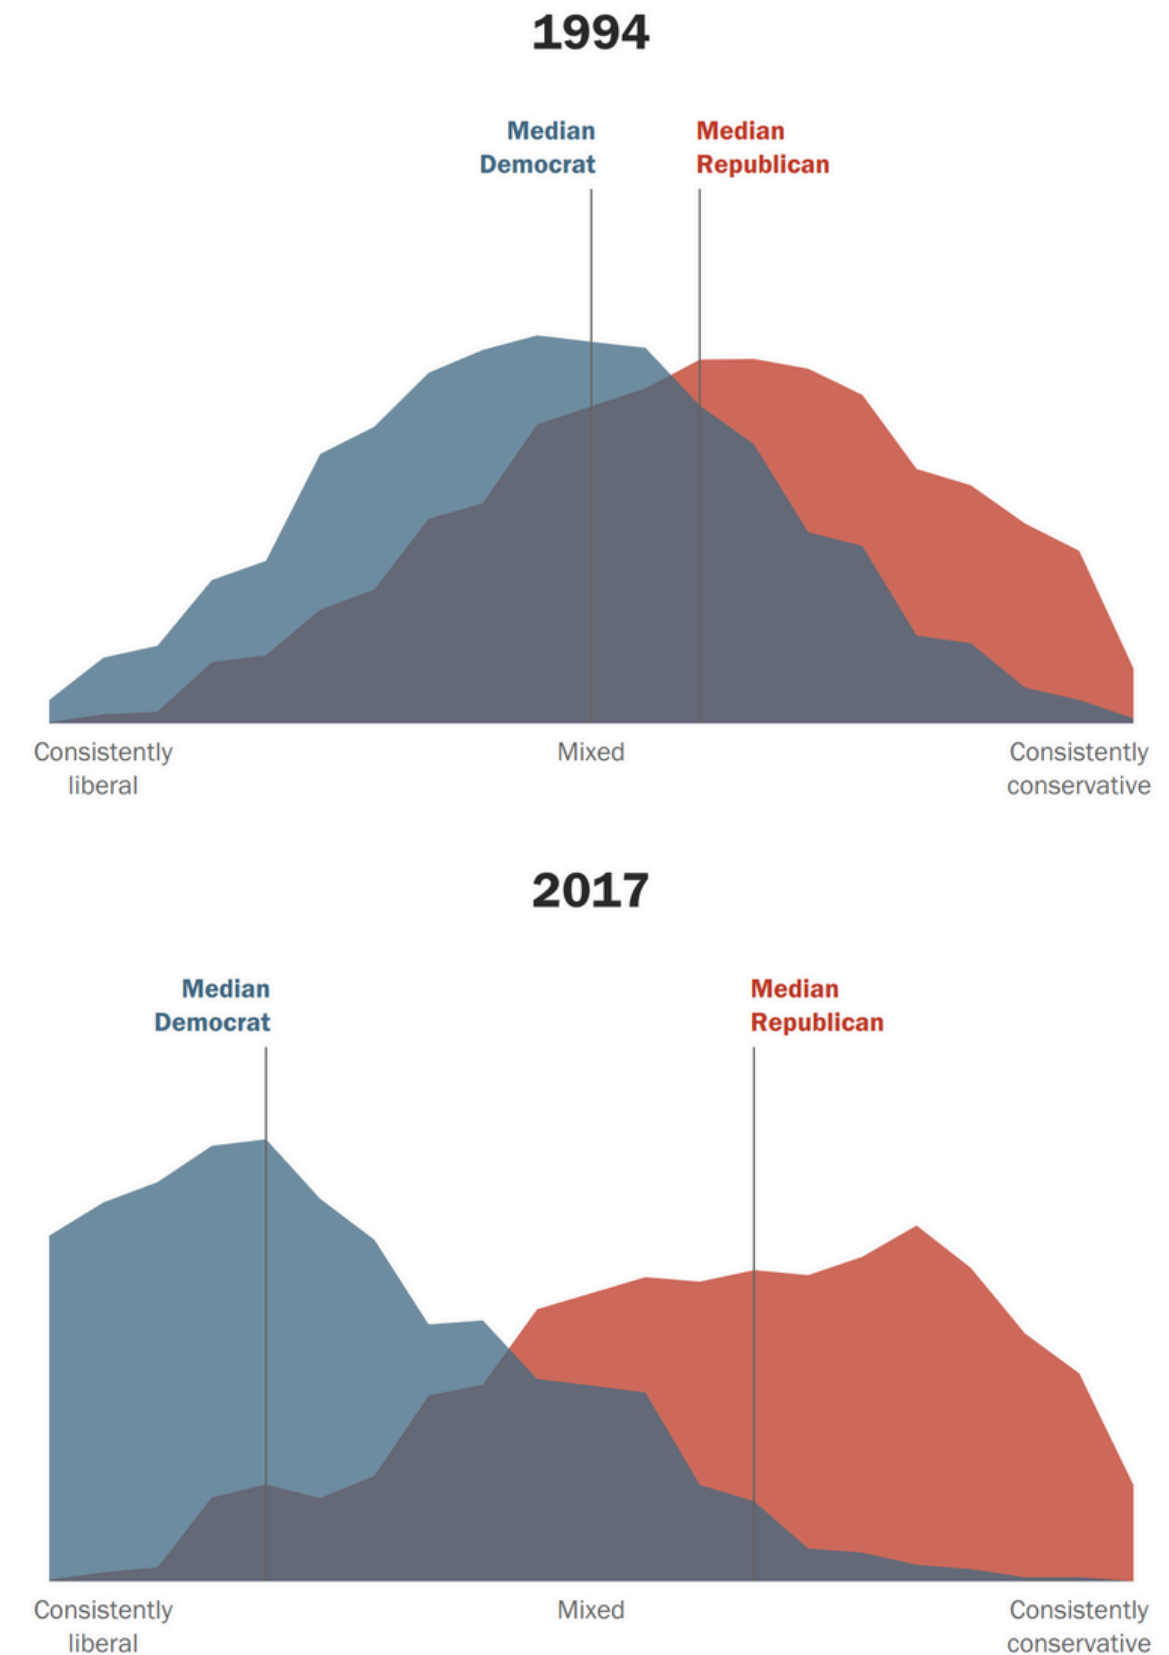 1994
Median
Democrat
Median
Republican
Consistently
liberal
Mixed
Consistently
conservative
2017
Median
Democrat
Median
Republican
Consistently
liberal
Mixed
Consistently
conservative